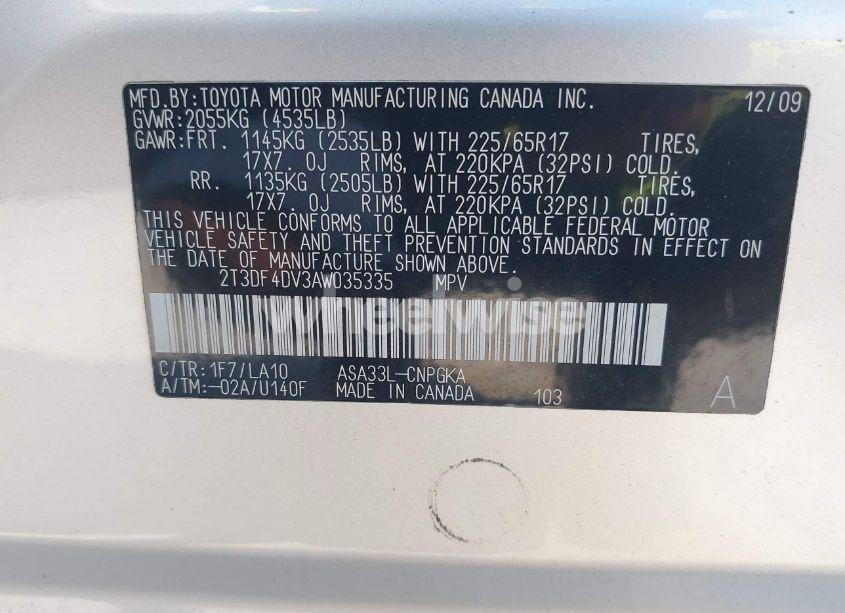 MFD.BY:TOYOTA MOTOR MANUFACTURING CANADA INC. 12/09
GVWR:2055KG (4535LB)
GAWR:FRT. 1145KG (2535LB) WITH 225/65R17 TIRES,
17X7.0J RIMS, AT 220KPA (32PSI) COLD.
RR. 1135KG (2505LB) WITH 225/65R17 TIRES,
17X7.0J RIMS, AT 220KPA (32PSI) COLD.
THIS VEHICLE CONFORMS TO ALL APPLICABLE FEDERAL MOTOR
VEHICLE SAFETY AND THEFT PREVENTION STANDARDS IN EFFECT ON
THE DATE OF MANUFACTURE SHOWN ABOVE.
2T3DF4DV3AW035335 MPV
wheelwise
C/TR:1F7/LA10 ASA33L-CNPGKA
A/TM:-02A/U140F MADE IN CANADA 103 A